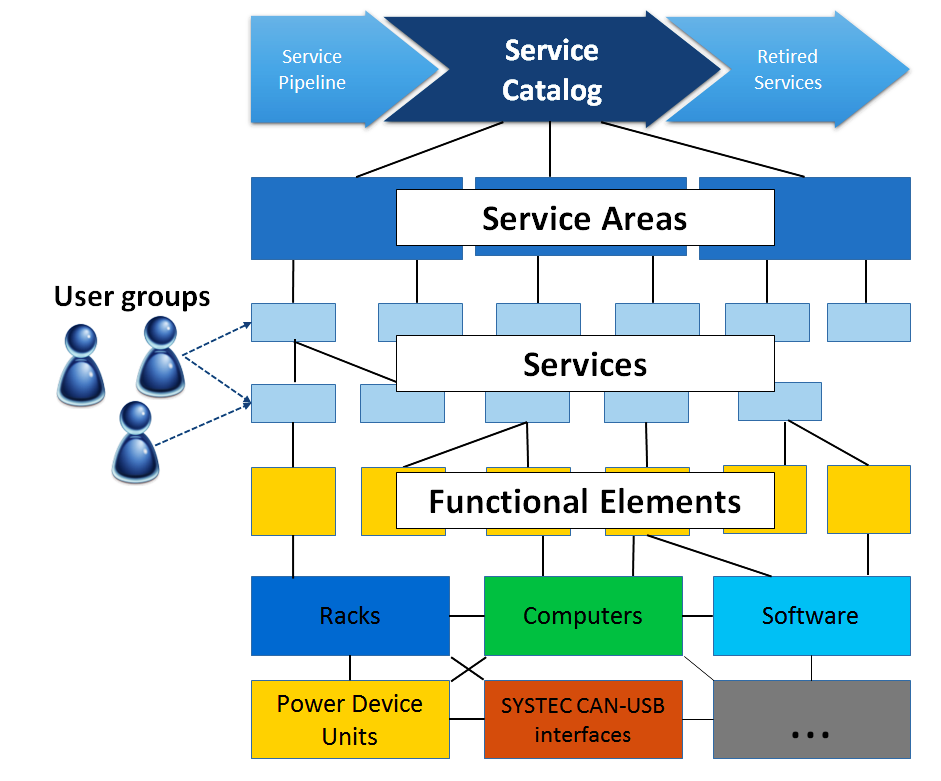 Service
Pipeline
Service
Catalog
Retired
Services
Service Areas
User groups
Services
Functional Elements
Racks
Computers
Software
Power Device
Units
SYSTEC CAN-USB
interfaces
...